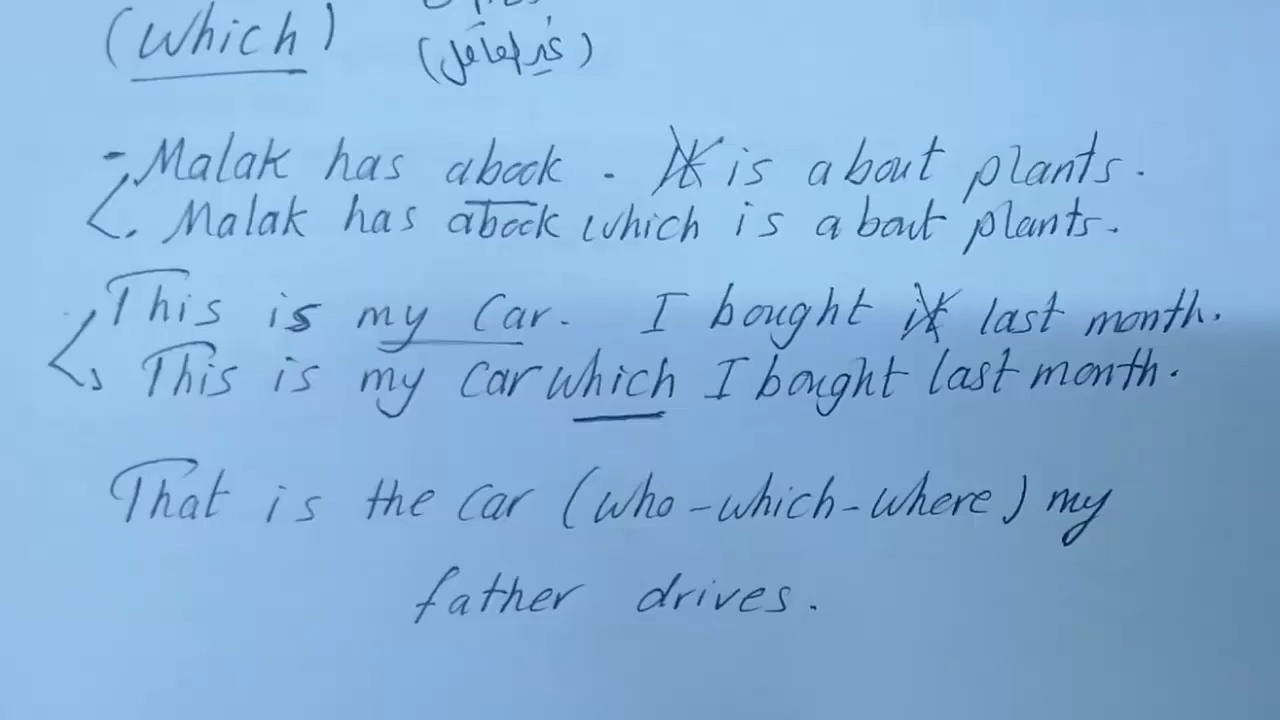 (Which)
(غير العاقل)
- Malak has a book. It is about plants.
Malak has a book which is about plants.
This is my car. I bought it last month.
This is my car which I bought last month.
That is the car (who-which-where) my
father drives.